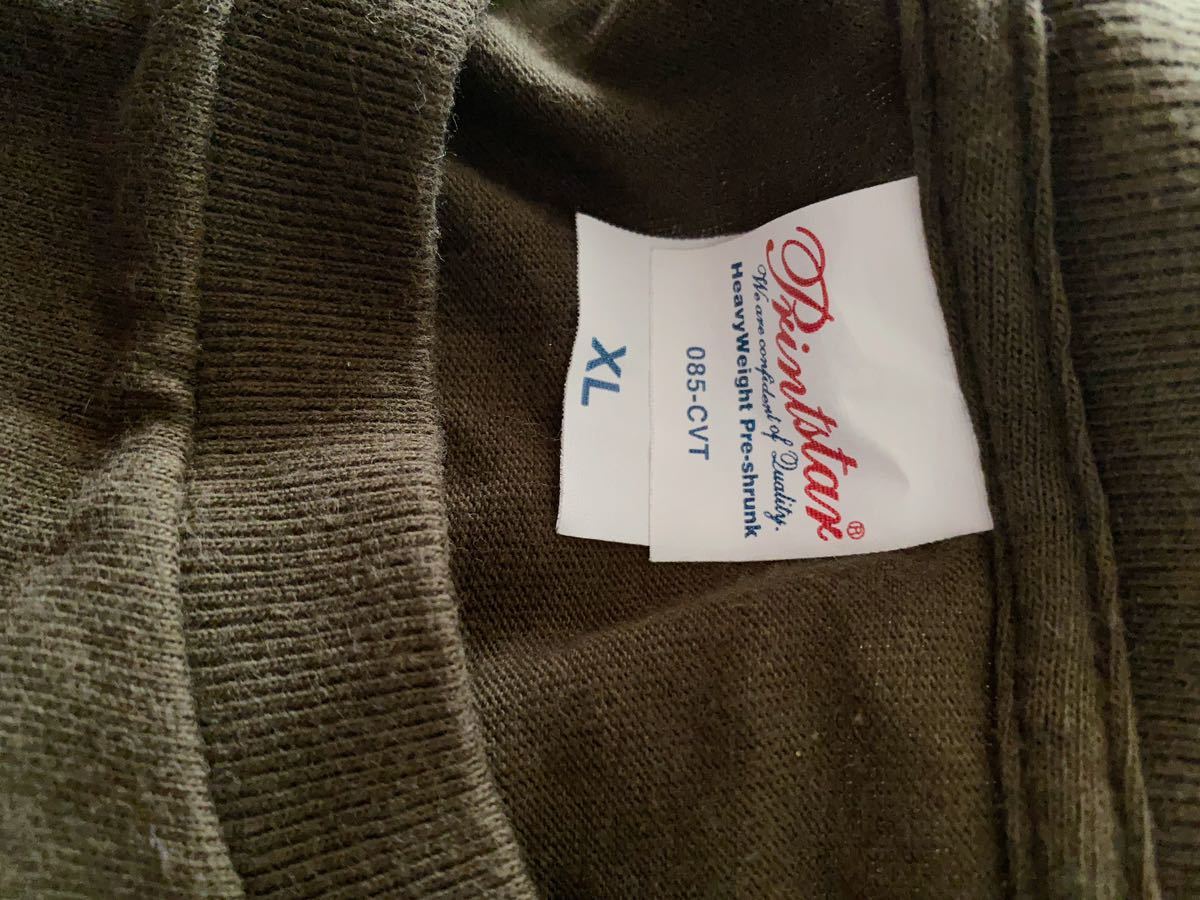 Printstar®
We are confident of Quality.
HeavyWeight Pre-shrunk
085-CVT
XL